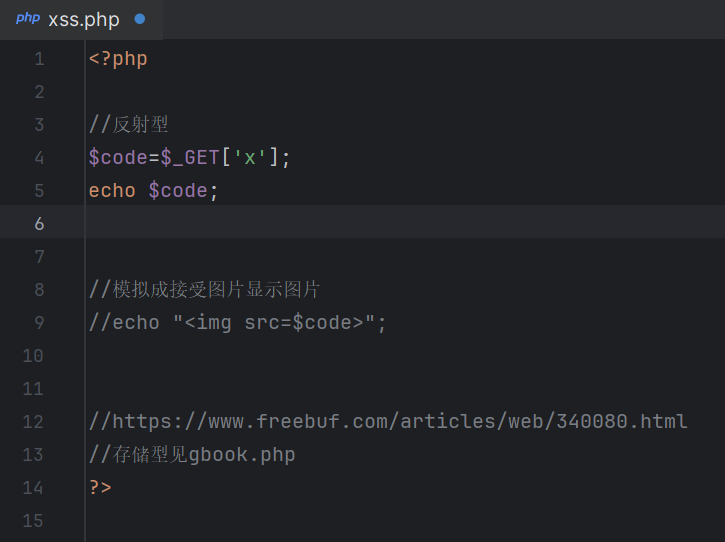 php xss.php
1 <?php
2
3 //反射型
4 $code=$_GET['x'];
5 echo $code;
6
7
8 //模拟成接受图片显示图片
9 //echo "<img src=$code>";
10
11
12 //https://www.freebuf.com/articles/web/340080.html
13 //存储型见gbook.php
14 ?>
15